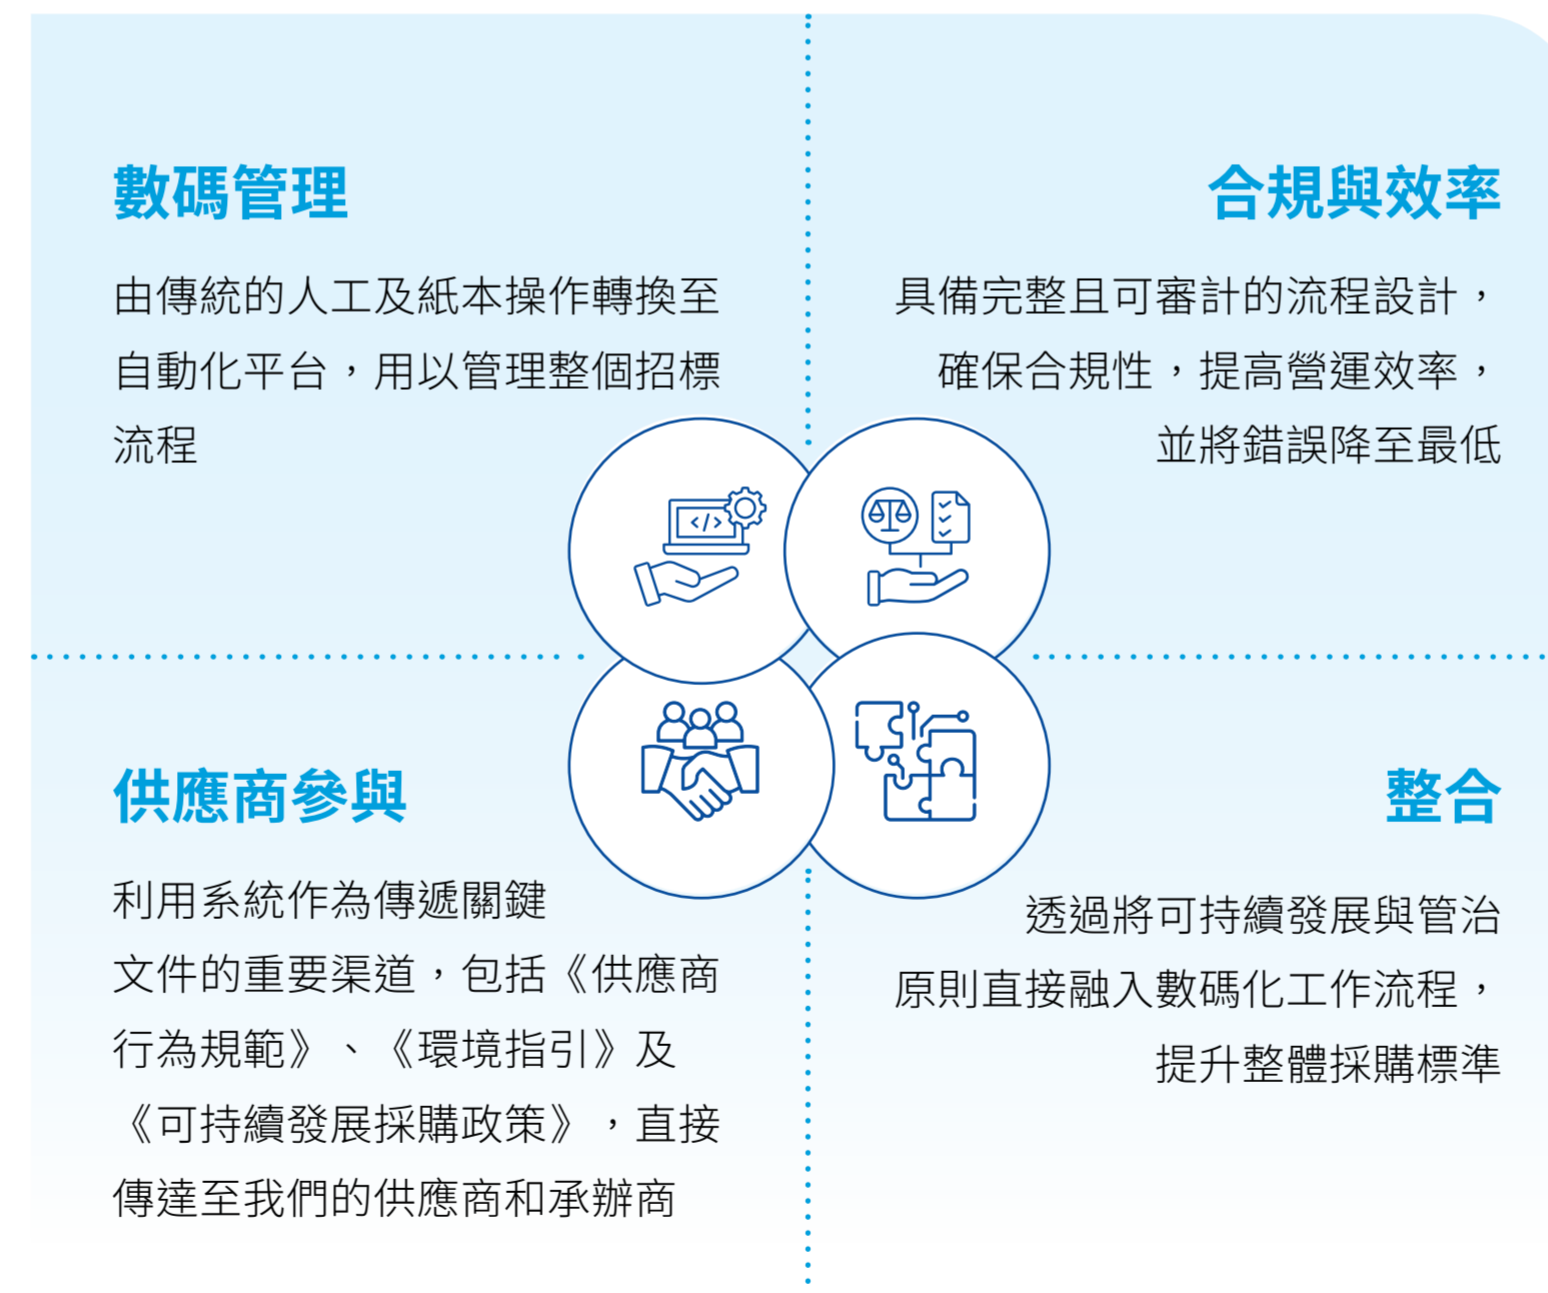 數碼管理
由傳統的人工及紙本操作轉換至
自動化平台，用以管理整個招標
流程
合規與效率
具備完整且可審計的流程設計，
確保合規性，提高營運效率，
並將錯誤降至最低
</>
供應商參與
利用系統作為傳遞關鍵
文件的重要渠道，包括《供應商
行為規範》、《環境指引》及
《可持續發展採購政策》，直接
傳達至我們的供應商和承辦商
整合
透過將可持續發展與管治
原則直接融入數碼化工作流程，
提升整體採購標準